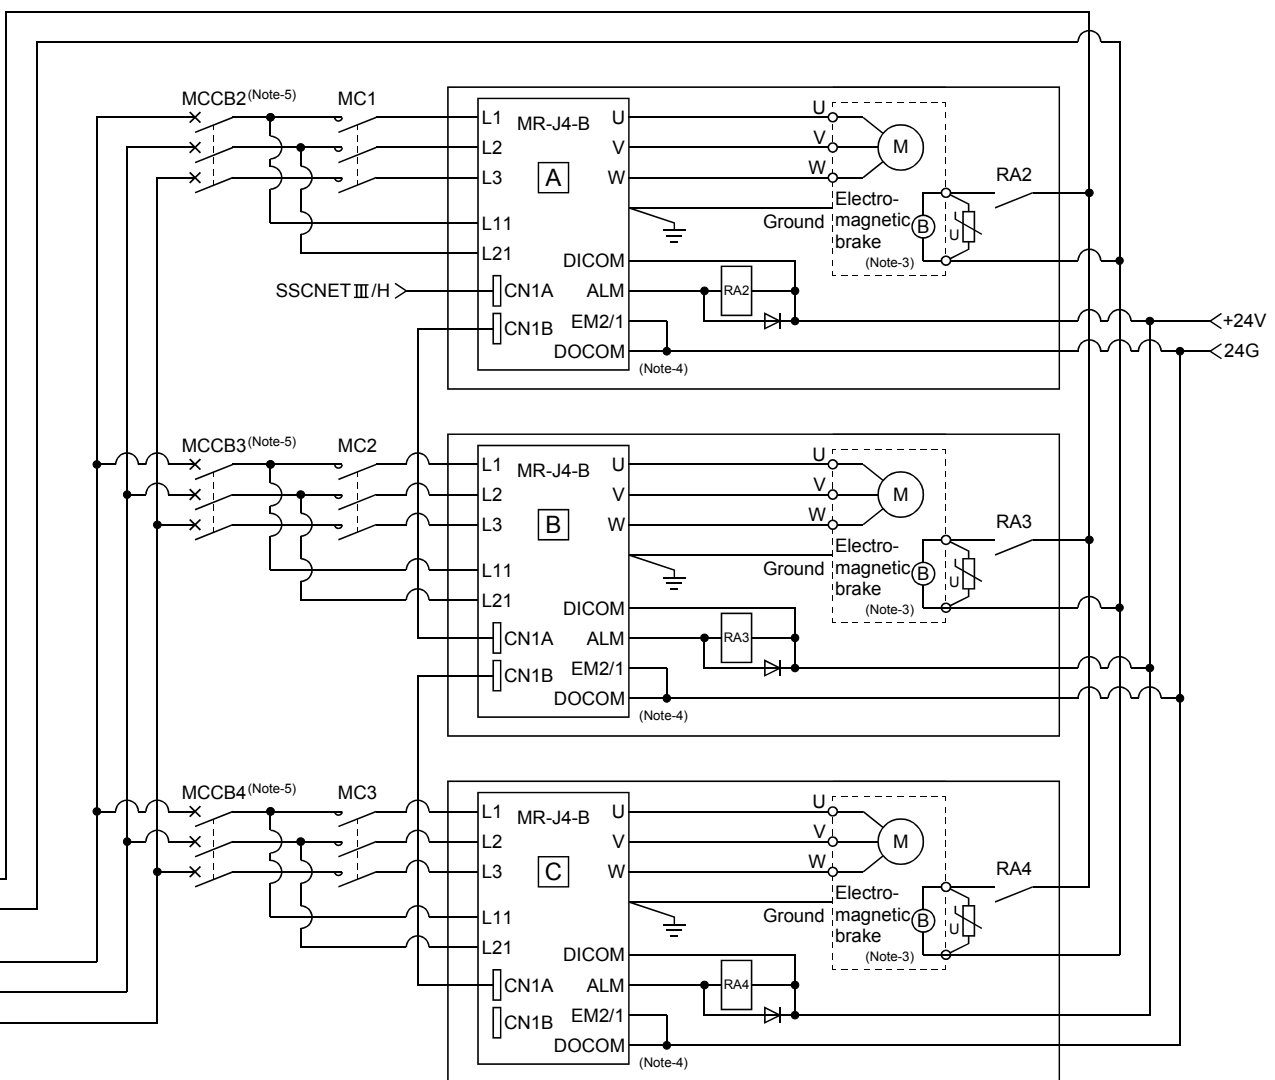 MCCB2 (Note-5) MC1
L1 MR-J4-B U U
L2 V V M
L3 A W W
RA2
Electro-
Ground magnetic B U
brake
(Note-3)
L11
L21
DICOM
SSCNETⅢ/H CN1A ALM RA2
CN1B EM2/1 +24V
DOCOM 24G
(Note-4)
MCCB3 (Note-5) MC2
L1 MR-J4-B U U
L2 V V M
L3 B W W
RA3
Electro-
Ground magnetic B U
brake
(Note-3)
L11
L21
DICOM
CN1A ALM RA3
CN1B EM2/1
DOCOM
(Note-4)
MCCB4 (Note-5) MC3
L1 MR-J4-B U U
L2 V V M
L3 C W W
RA4
Electro-
Ground magnetic B U
brake
(Note-3)
L11
L21
DICOM
CN1A ALM RA4
CN1B EM2/1
DOCOM
(Note-4)